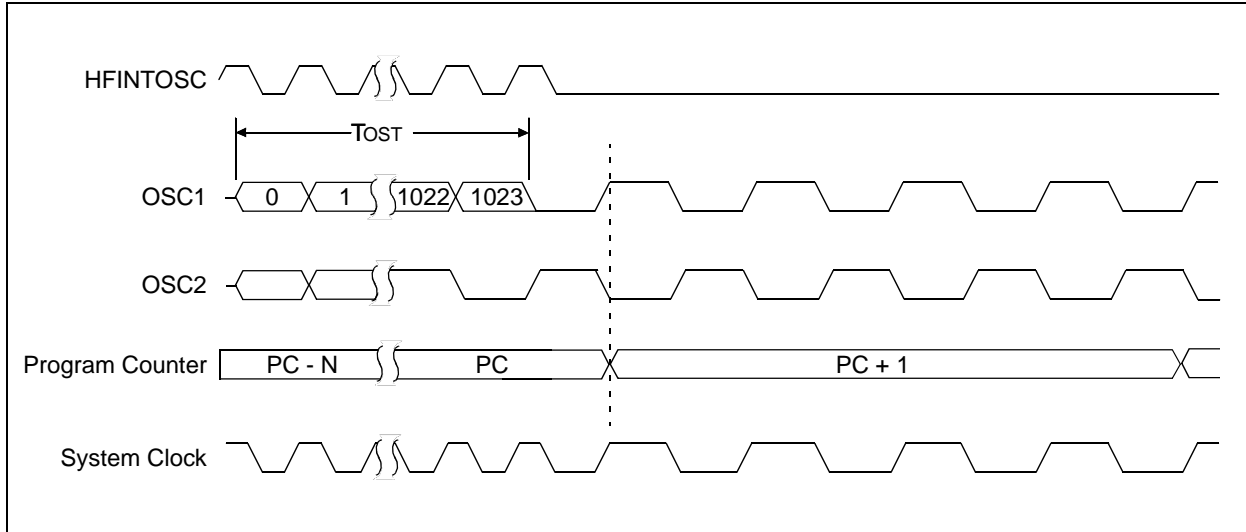 HFINTOSC
TOST
OSC1
0 1 1022 1023
OSC2
Program Counter
PC - N PC PC + 1
System Clock